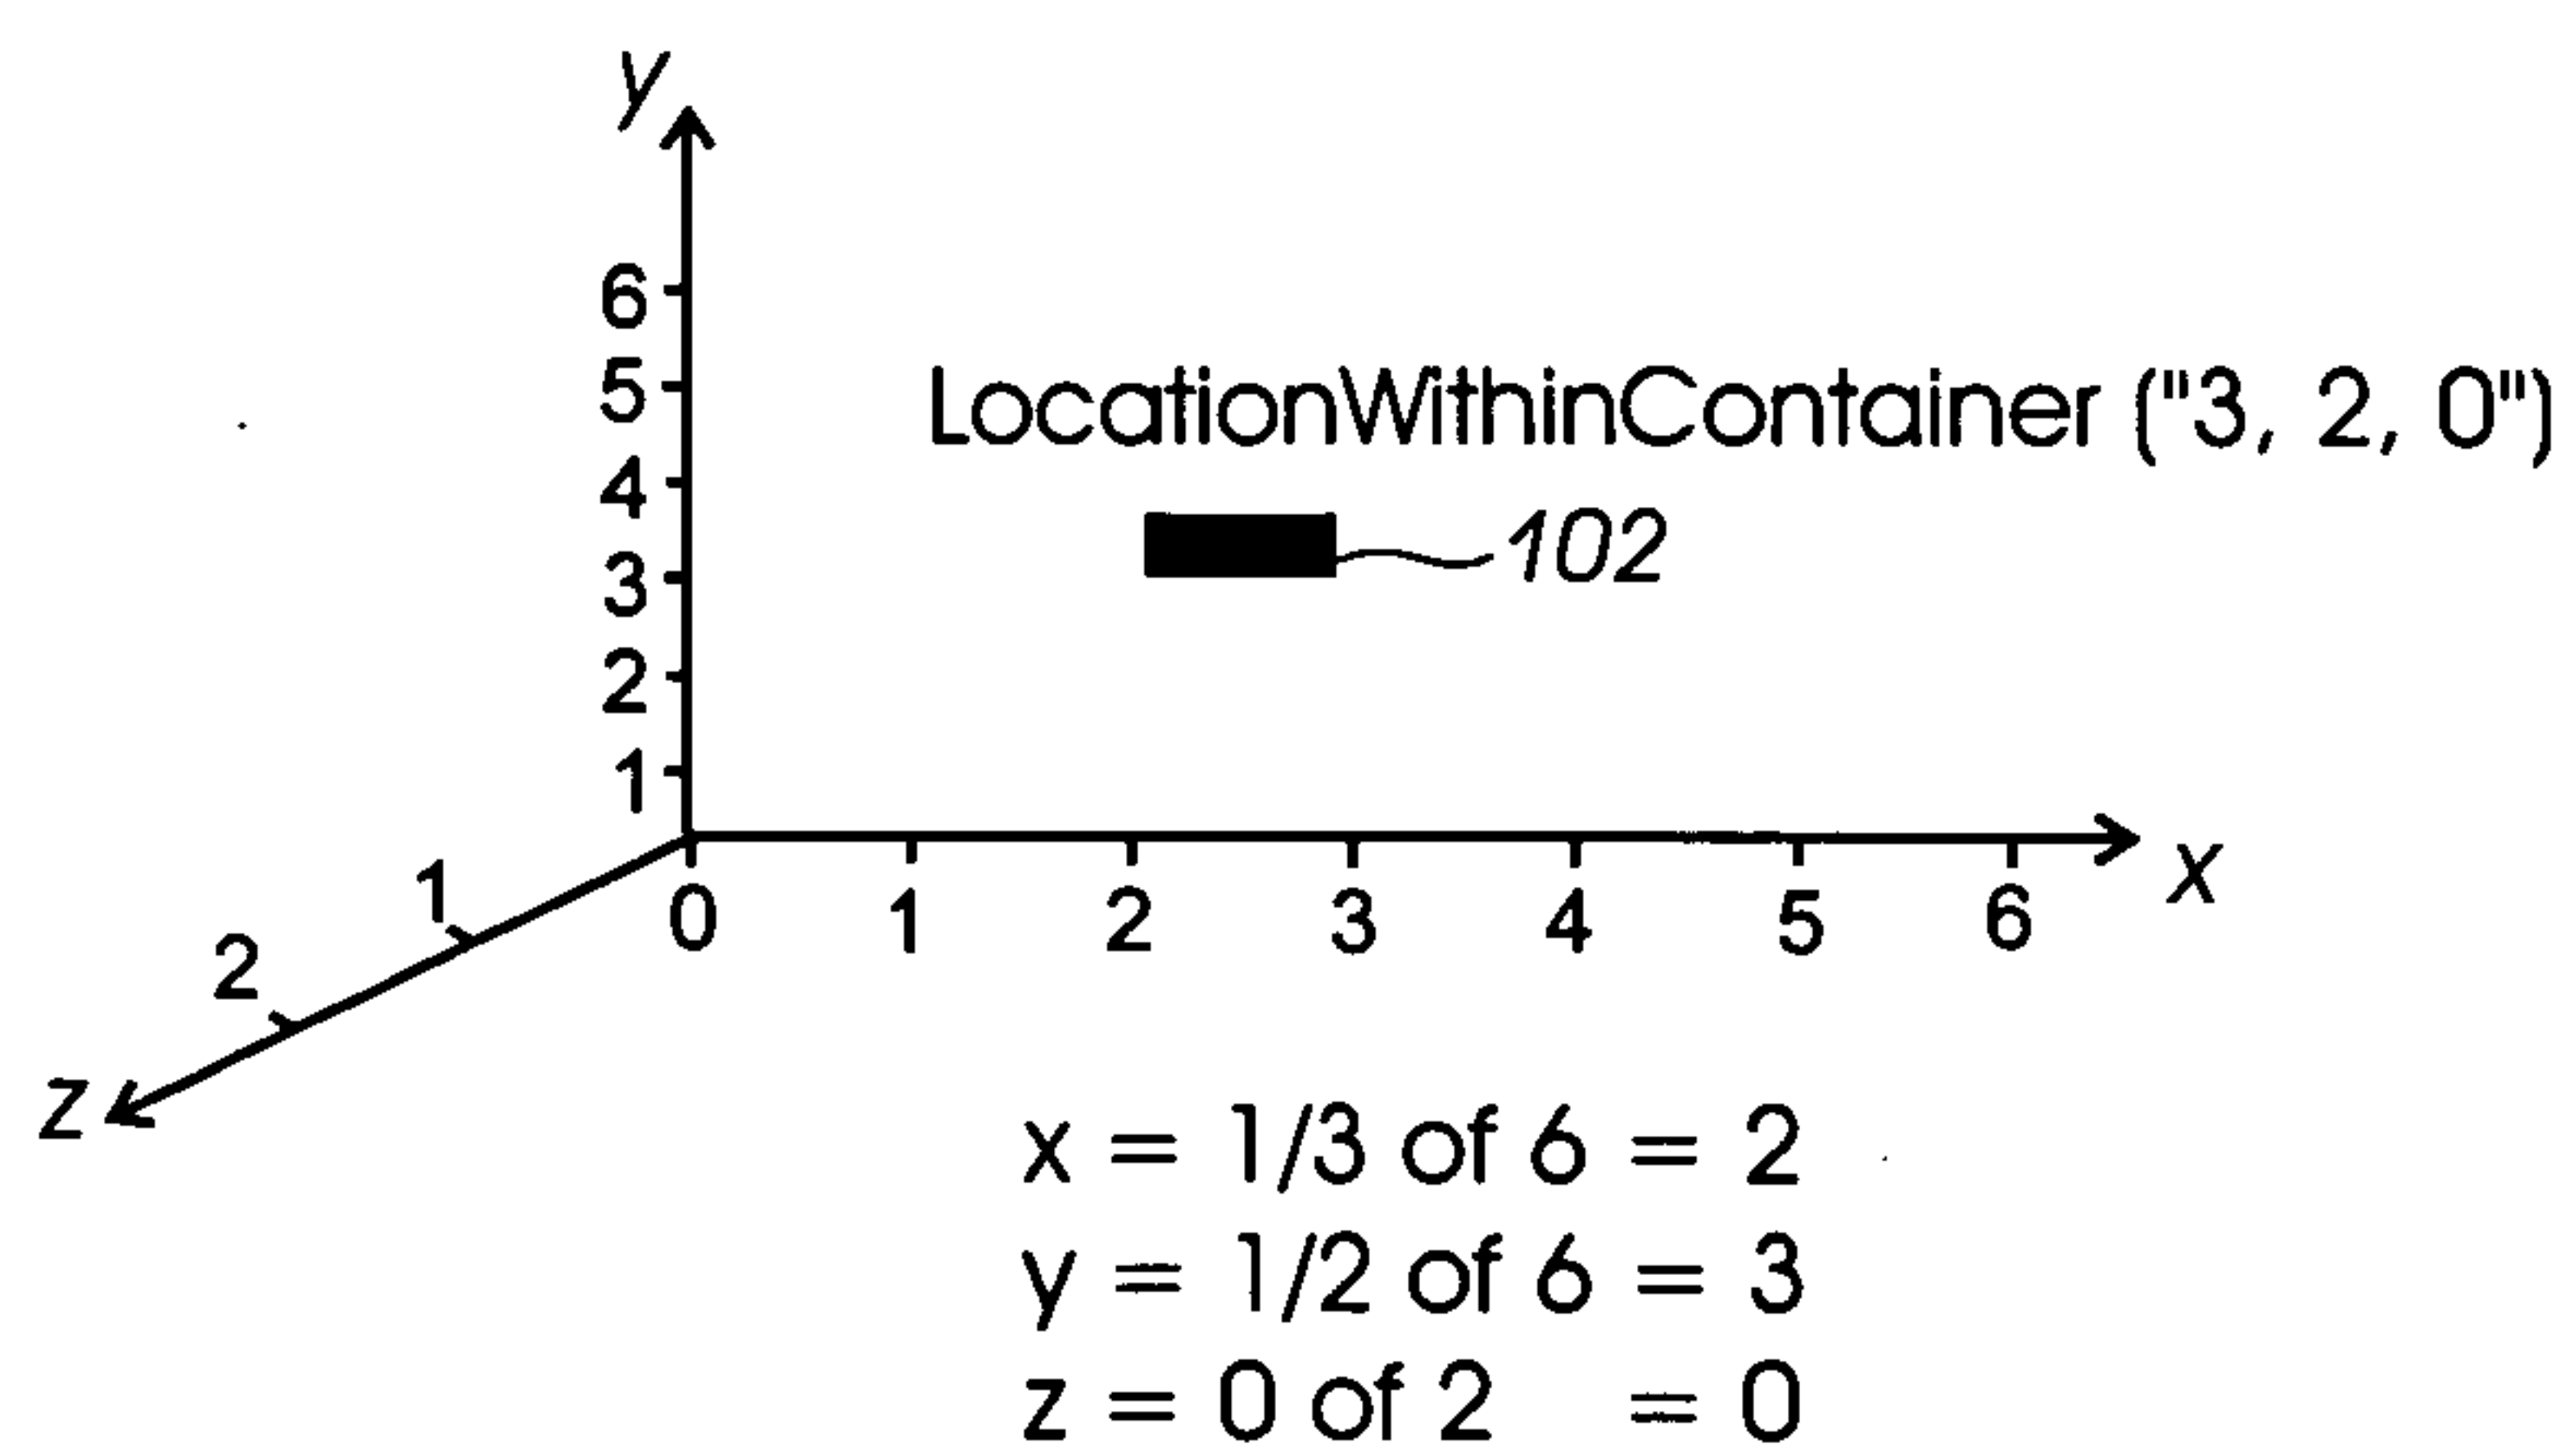 y
6
5
LocationWithinContainer ("3, 2, 0")
4
102
3
2
1
0 1 2 3 4 5 6
x
1
2
z
x = 1/3 of 6 = 2
y = 1/2 of 6 = 3
z = 0 of 2 = 0